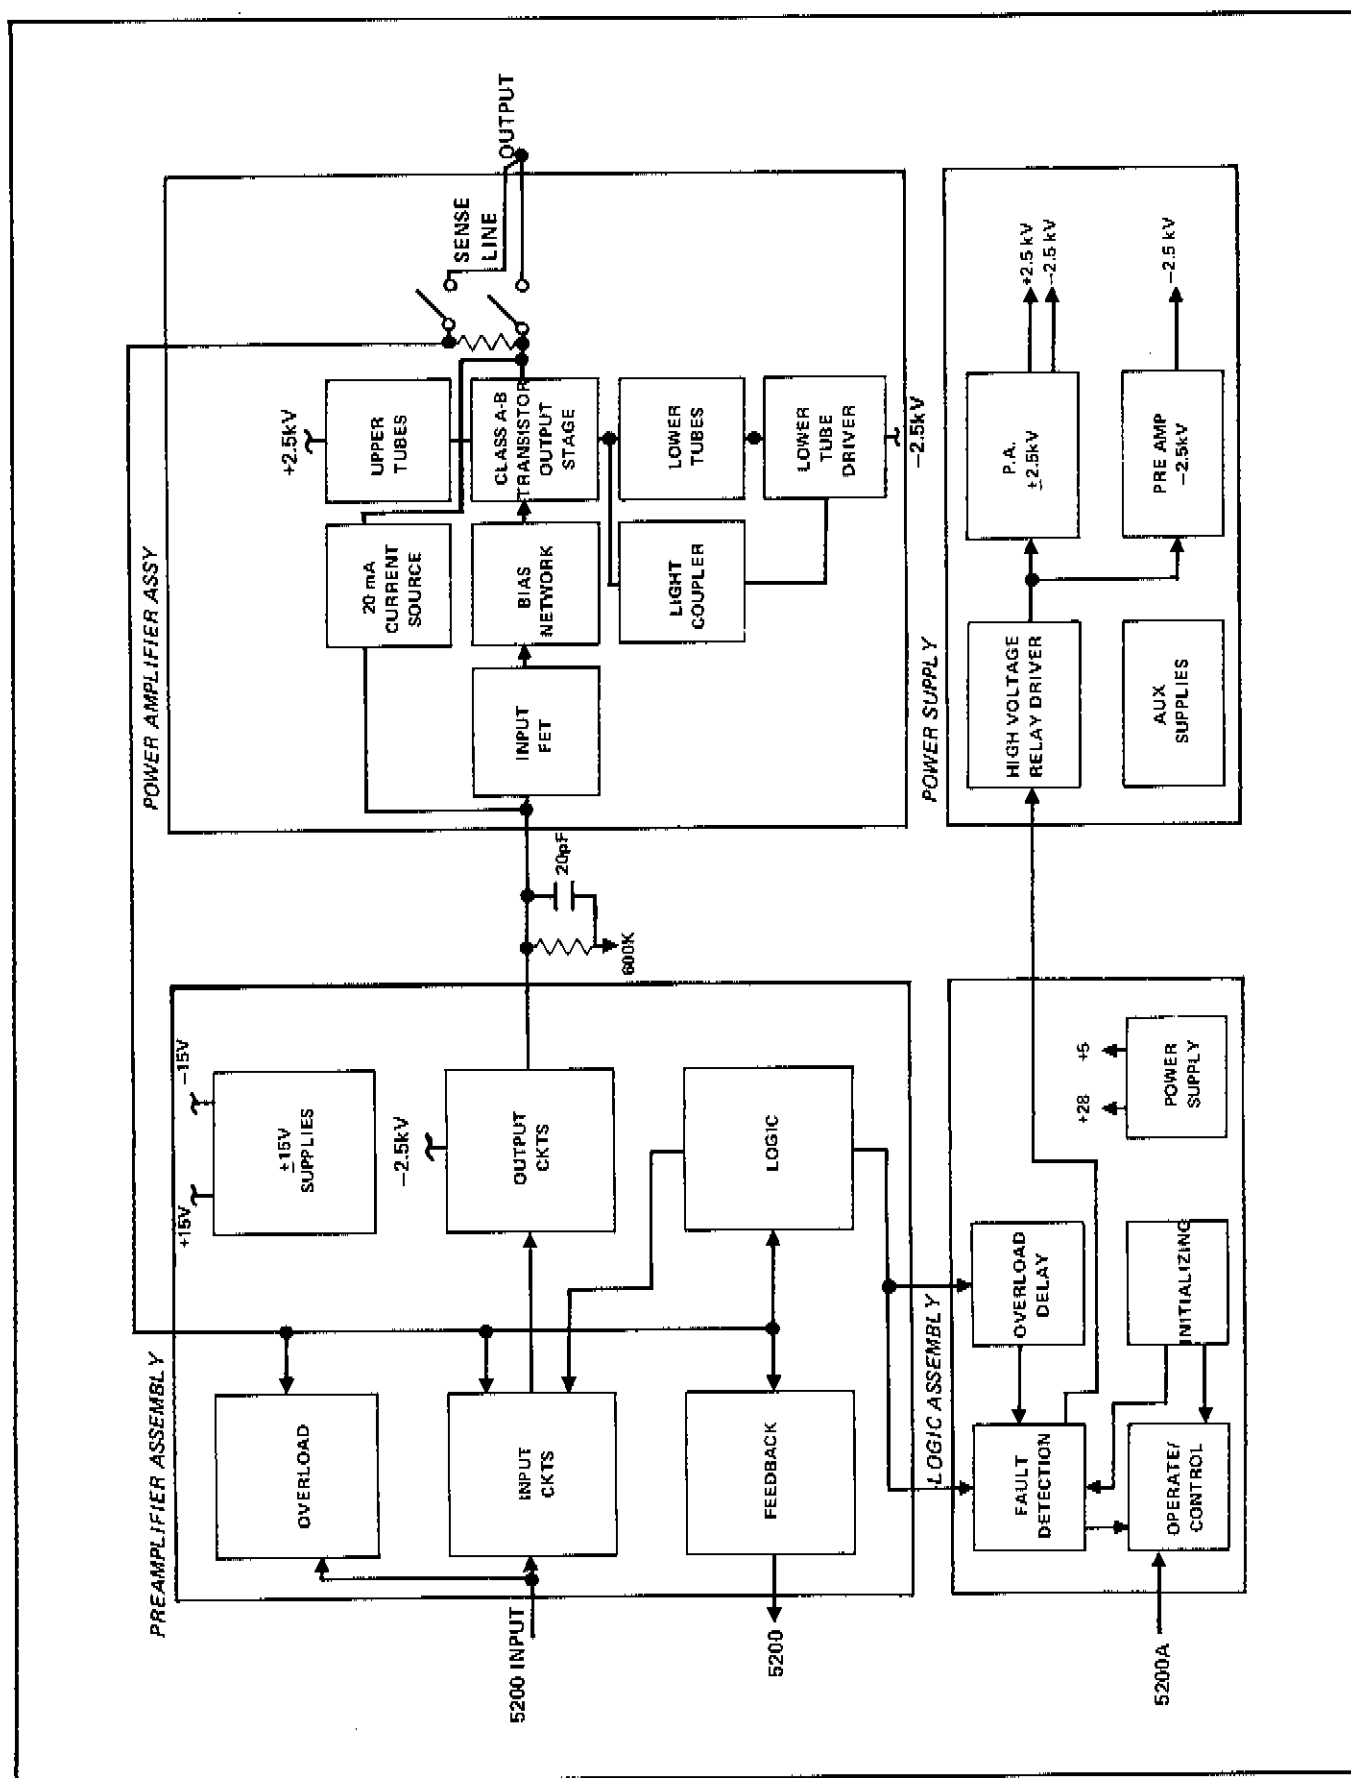 PREAMPLIFIER ASSEMBLY
+15V
−15V
±15V
SUPPLIES
OVERLOAD
−2.5kV
OUTPUT
CKTS
INPUT
CKTS
5200 INPUT
LOGIC
FEEDBACK
5200
600K
20pF
POWER AMPLIFIER ASSY
+2.5kV
20 mA
CURRENT
SOURCE
UPPER
TUBES
SENSE
LINE
OUTPUT
INPUT
FET
BIAS
NETWORK
CLASS A-B
TRANSISTOR
OUTPUT
STAGE
LIGHT
COUPLER
LOWER
TUBES
LOWER
TUBE
DRIVER
−2.5kV
LOGIC ASSEMBLY
FAULT
DETECTION
OVERLOAD
DELAY
+28
+5
POWER
SUPPLY
OPERATE/
CONTROL
INITIALIZING
5200A
POWER SUPPLY
HIGH VOLTAGE
RELAY DRIVER
P.A.
±2.5kV
+2.5 kV
−2.5 kV
AUX
SUPPLIES
PRE AMP
−2.5kV
−2.5 kV